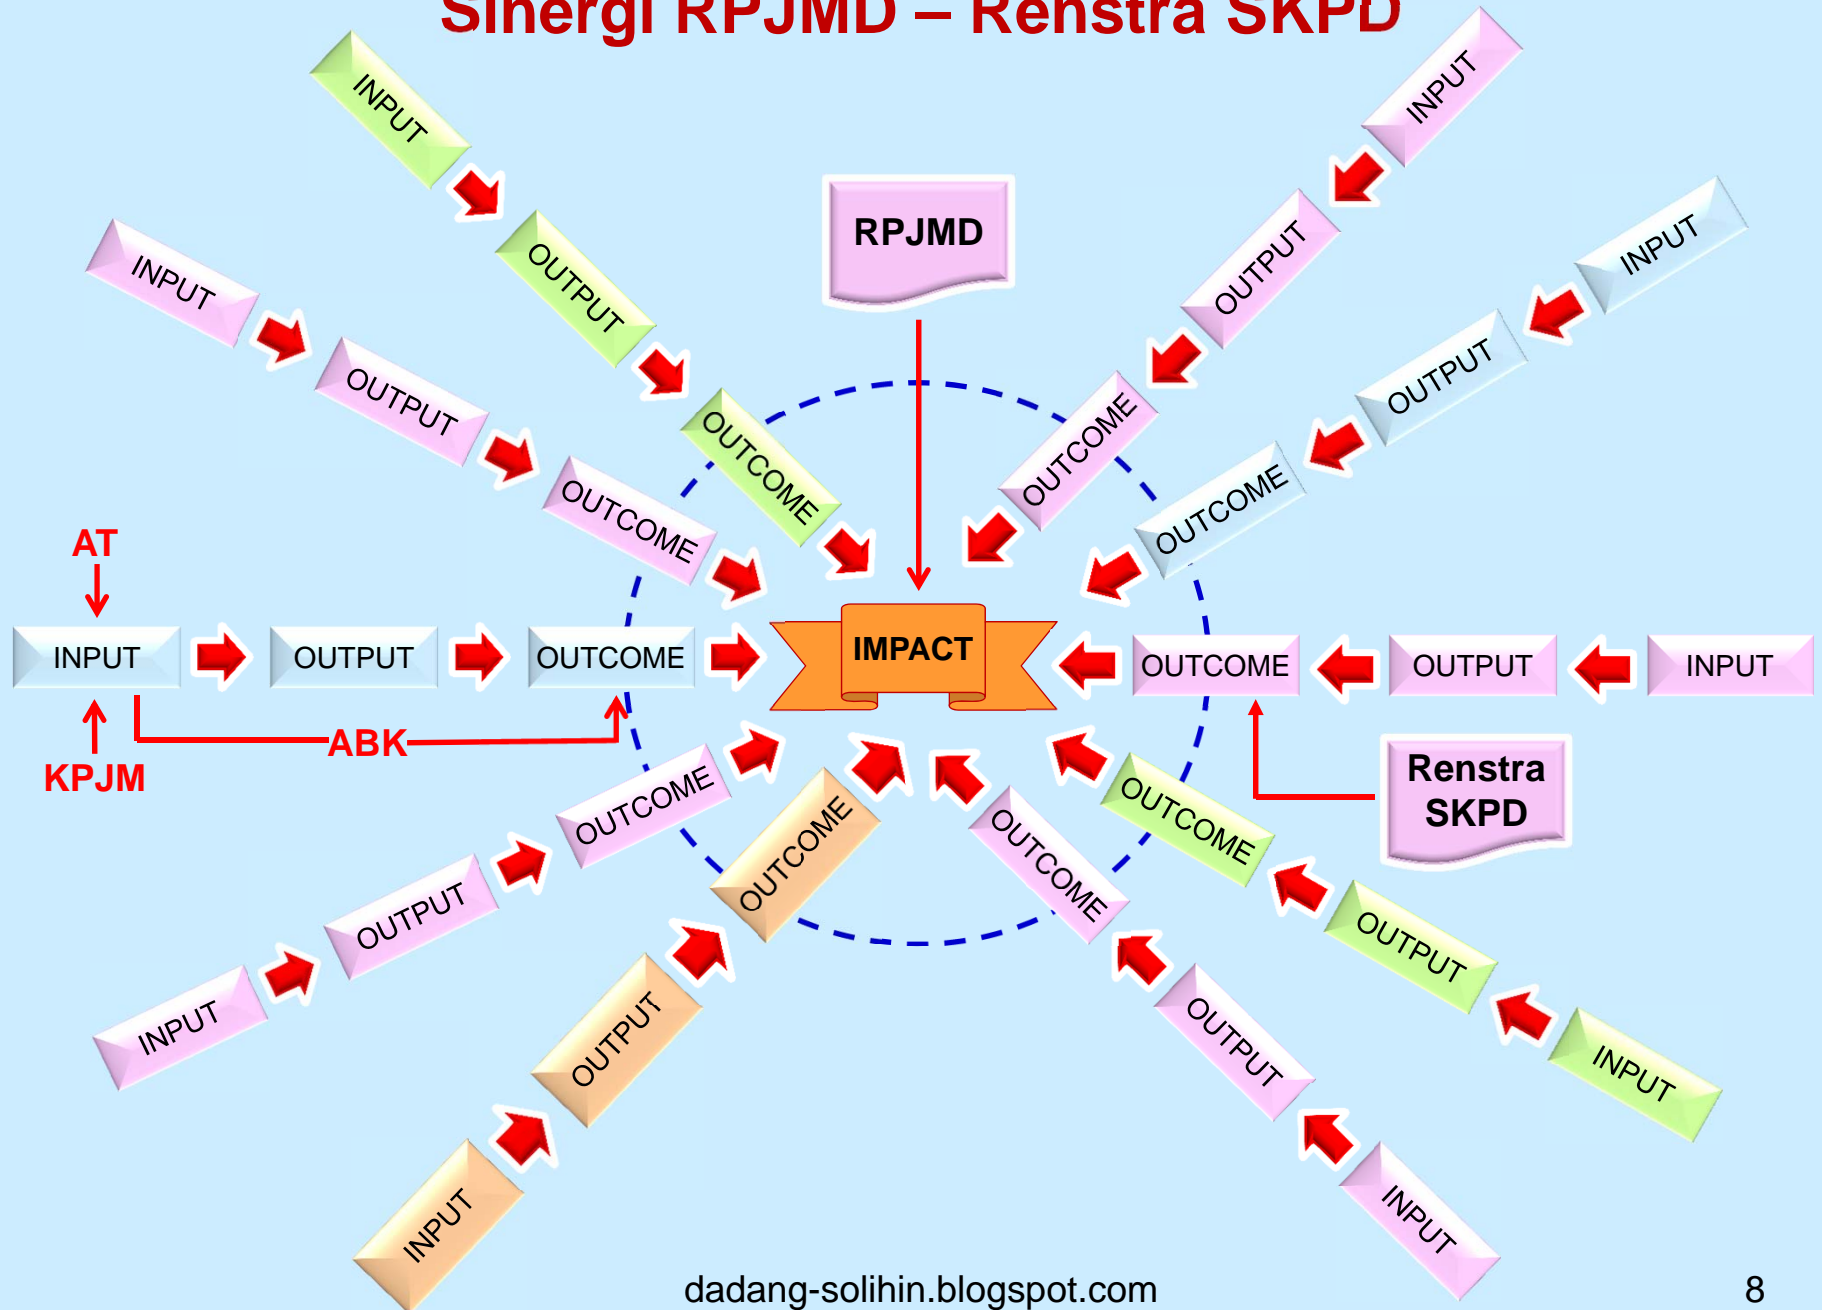 Sinergi RPJMD – Renstra SKPD
INPUT
OUTPUT
OUTCOME
INPUT
OUTPUT
OUTCOME
RPJMD
INPUT
OUTPUT
OUTCOME
INPUT
OUTPUT
OUTCOME
AT
INPUT
OUTPUT
OUTCOME
IMPACT
OUTCOME
OUTPUT
INPUT
ABK
KPJM
Renstra
SKPD
OUTCOME
OUTPUT
INPUT
OUTCOME
OUTPUT
INPUT
OUTCOME
OUTPUT
INPUT
OUTCOME
OUTPUT
INPUT
dadang-solihin.blogspot.com
8